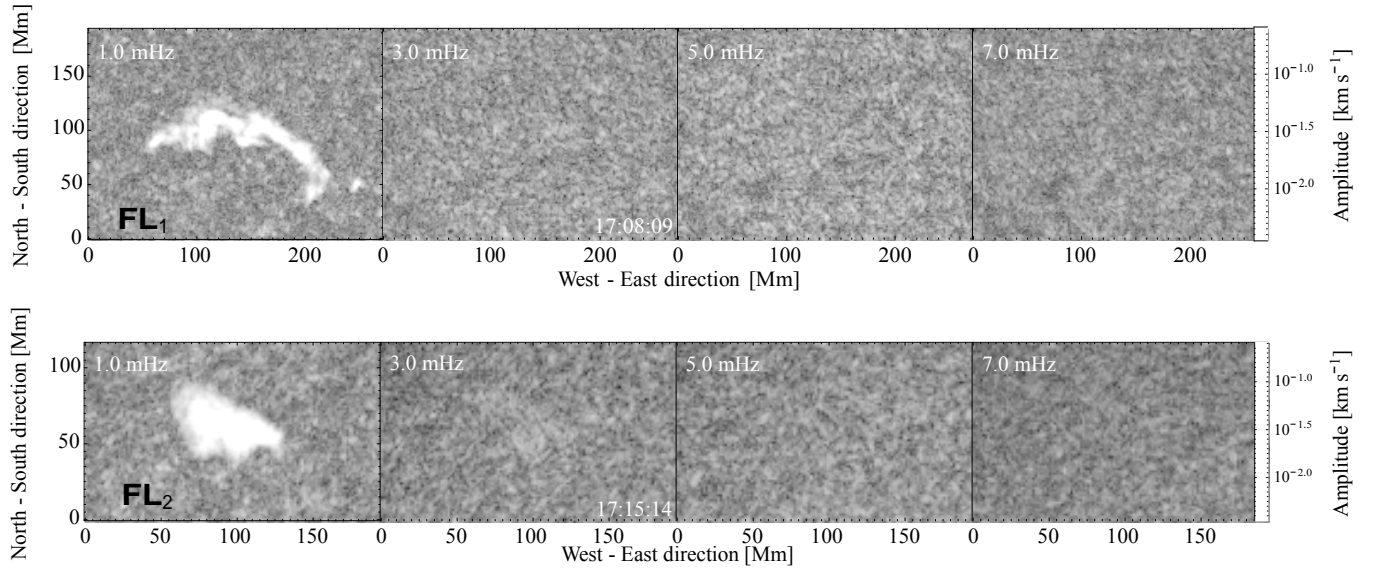 1.0 mHz 3.0 mHz 5.0 mHz 7.0 mHz
North - South direction [Mm]
150
100
50
0
FL₁
17:08:09
10⁻¹·⁰
10⁻¹·⁵
10⁻²·⁰
Amplitude [km s⁻¹]
0 100 200 0 100 200 0 100 200 0 100 200
West - East direction [Mm]
1.0 mHz 3.0 mHz 5.0 mHz 7.0 mHz
North - South direction [Mm]
100
50
0
FL₂
17:15:14
10⁻¹·⁰
10⁻¹·⁵
10⁻²·⁰
Amplitude [km s⁻¹]
0 50 100 150 0 50 100 150 0 50 100 150 0 50 100 150
West - East direction [Mm]